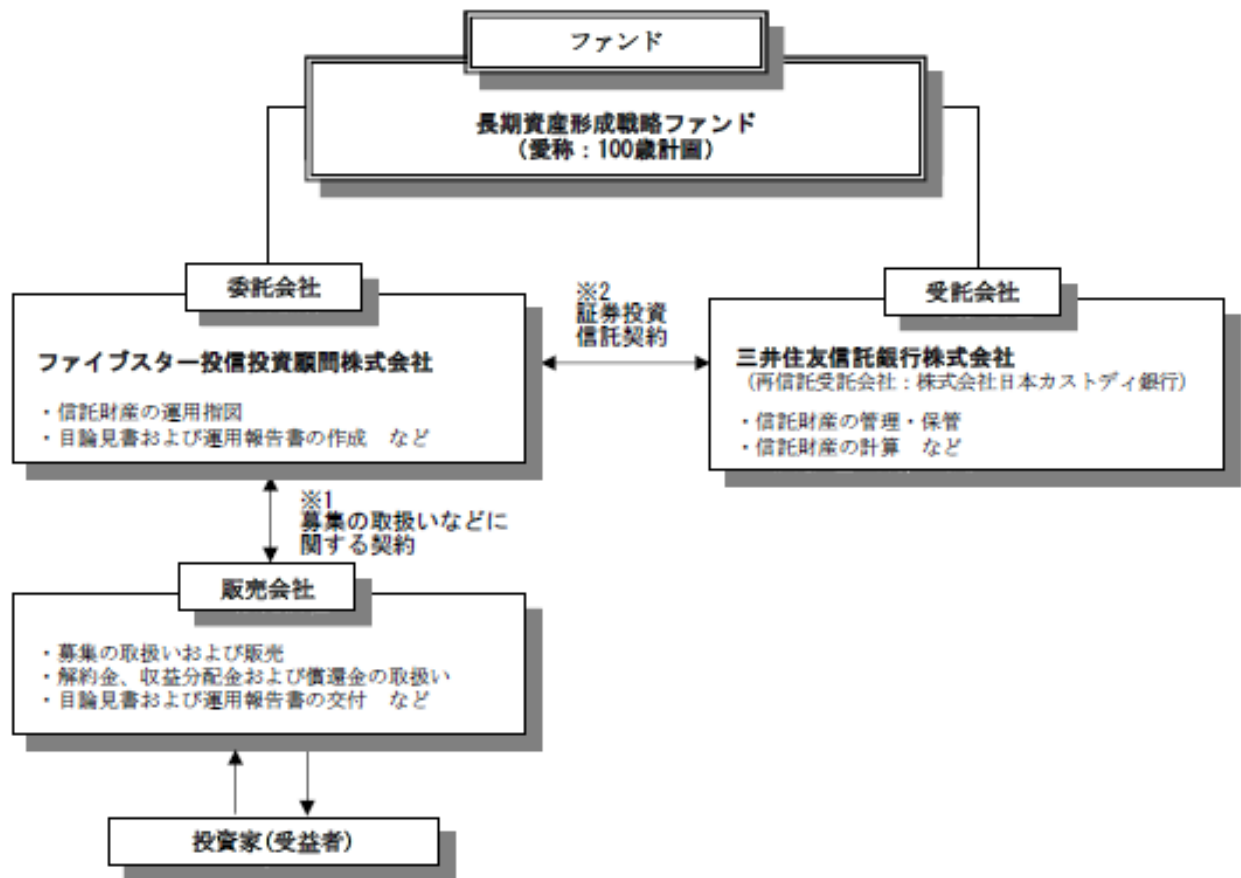 ファンド
長期資産形成戦略ファンド
(愛称:100歳計画)
委託会社
ファイブスター投信投資顧問株式会社
・信託財産の運用指図
・目論見書および運用報告書の作成 など
※2
証券投資
信託契約
受託会社
三井住友信託銀行株式会社
(再信託受託会社:株式会社日本カストディ銀行)
・信託財産の管理・保管
・信託財産の計算 など
※1
募集の取扱いなどに
関する契約
販売会社
・募集の取扱いおよび販売
・解約金、収益分配金および償還金の取扱い
・目論見書および運用報告書の交付 など
投資家(受益者)